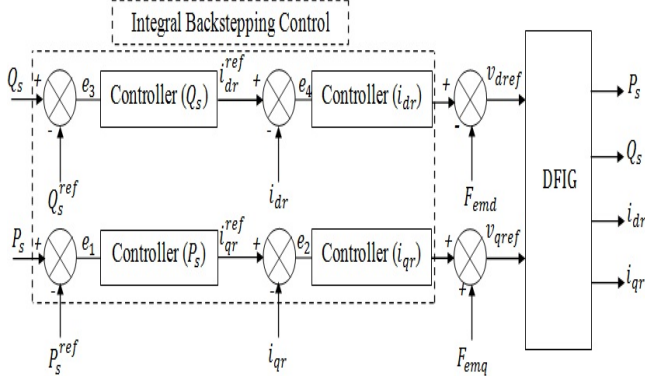 Integral Backstepping Control
Q_s + e_3 Controller (Q_s) i_dr^ref + e_4 Controller (i_dr) + v_dref
- - -
Q_s^ref i_dr F_emd
P_s + e_1 Controller (P_s) i_qr^ref + e_2 Controller (i_qr) + v_qref
- - +
P_s^ref i_qr F_emq
DFIG
P_s
Q_s
i_dr
i_qr